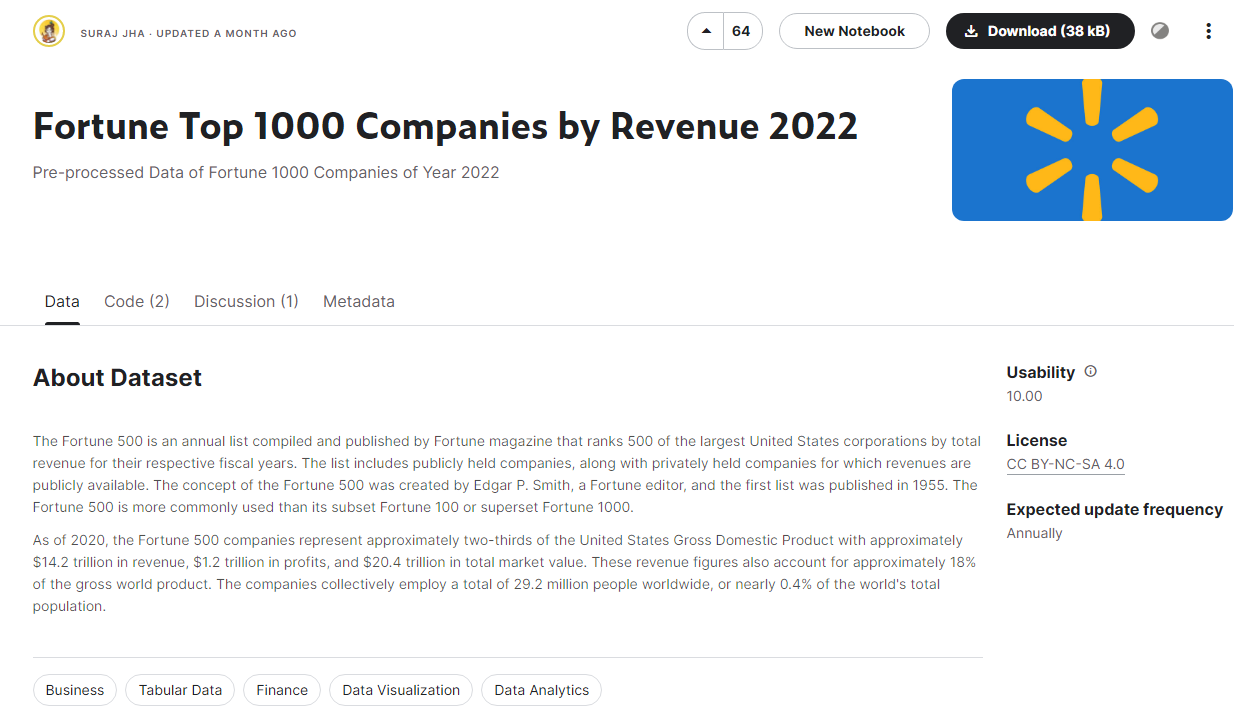 SURAJ JHA · UPDATED A MONTH AGO
64
New Notebook
Download (38 kB)
Fortune Top 1000 Companies by Revenue 2022
Pre-processed Data of Fortune 1000 Companies of Year 2022
Data
Code (2)
Discussion (1)
Metadata
About Dataset
The Fortune 500 is an annual list compiled and published by Fortune magazine that ranks 500 of the largest United States corporations by total
revenue for their respective fiscal years. The list includes publicly held companies, along with privately held companies for which revenues are
publicly available. The concept of the Fortune 500 was created by Edgar P. Smith, a Fortune editor, and the first list was published in 1955. The
Fortune 500 is more commonly used than its subset Fortune 100 or superset Fortune 1000.
As of 2020, the Fortune 500 companies represent approximately two-thirds of the United States Gross Domestic Product with approximately
$14.2 trillion in revenue, $1.2 trillion in profits, and $20.4 trillion in total market value. These revenue figures also account for approximately 18%
of the gross world product. The companies collectively employ a total of 29.2 million people worldwide, or nearly 0.4% of the world's total
population.
Usability
10.00
License
CC BY-NC-SA 4.0
Expected update frequency
Annually
Business
Tabular Data
Finance
Data Visualization
Data Analytics